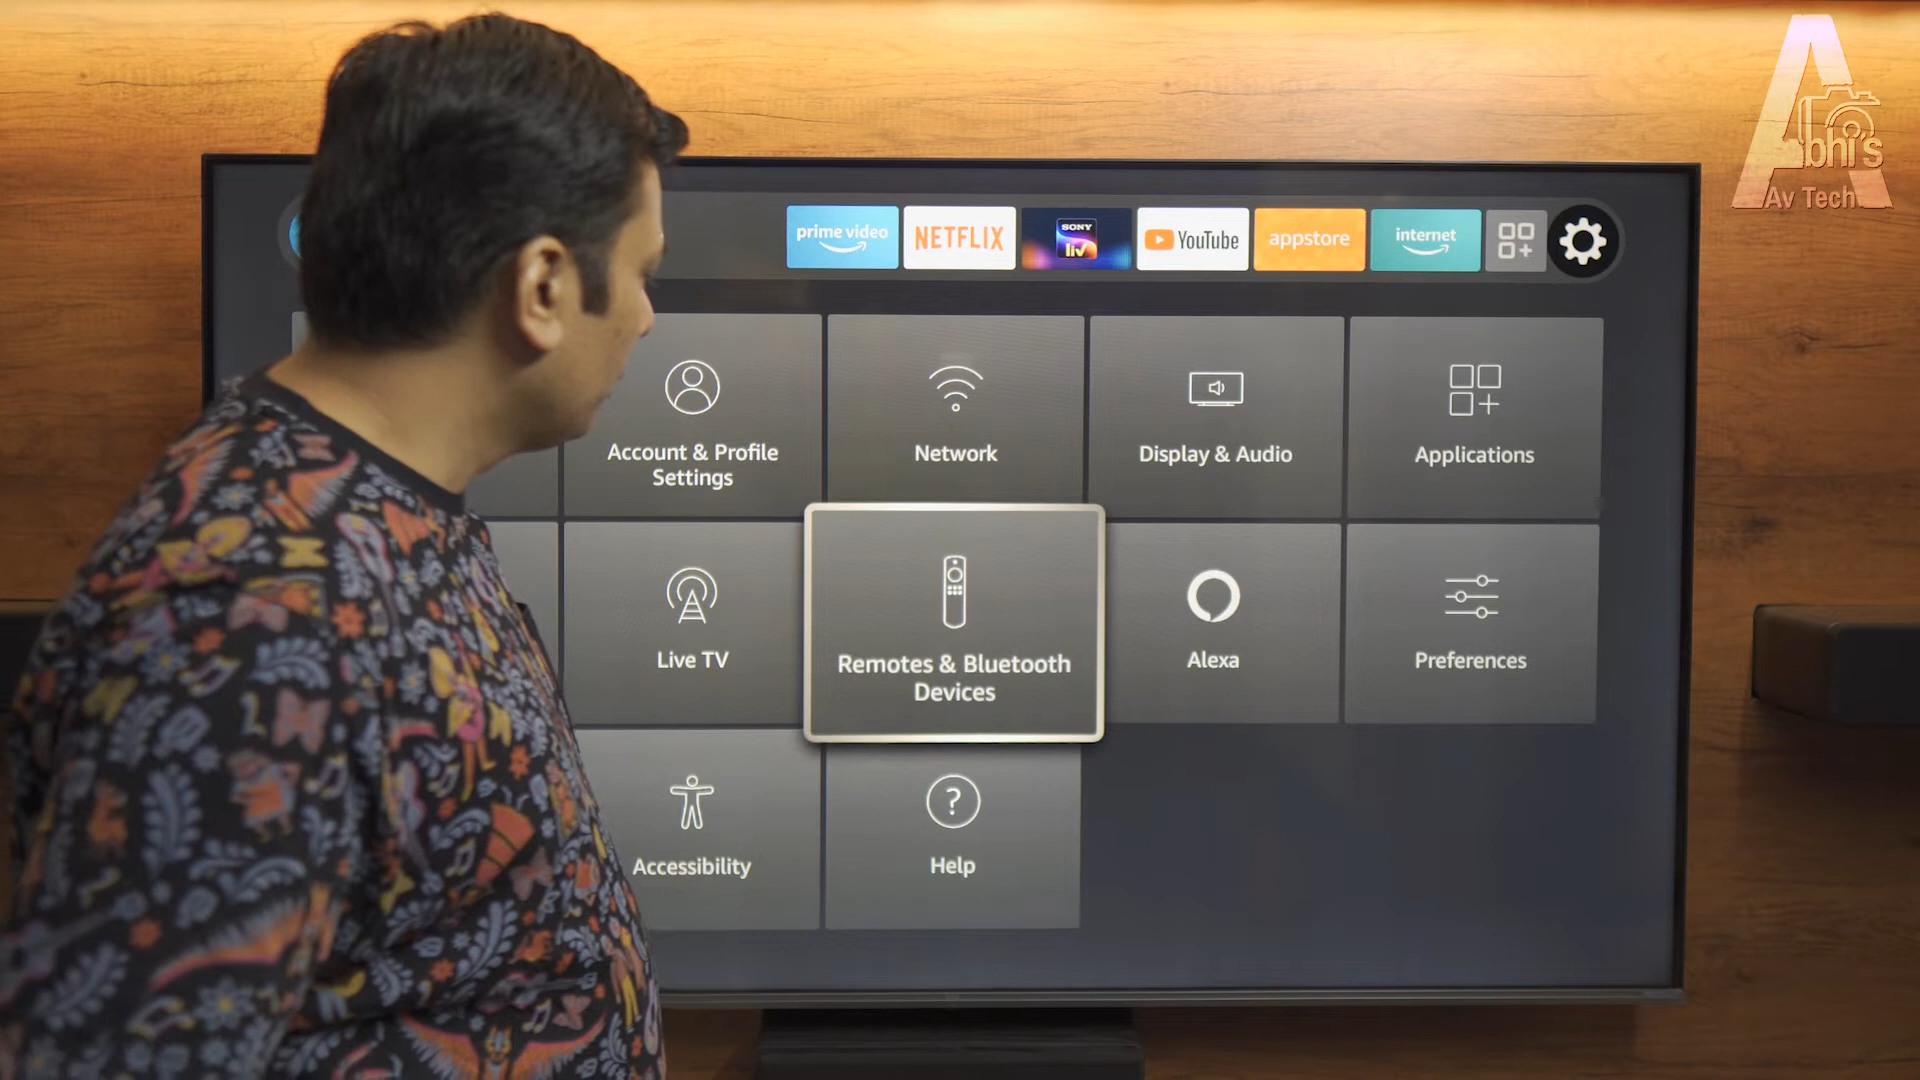 prime video
NETFLIX
SONY
liv
YouTube
appstore
internet
Account & Profile
Settings
Network
Display & Audio
Applications
Live TV
Remotes & Bluetooth
Devices
Alexa
Preferences
Accessibility
Help
?
Abhi's
Av Tech